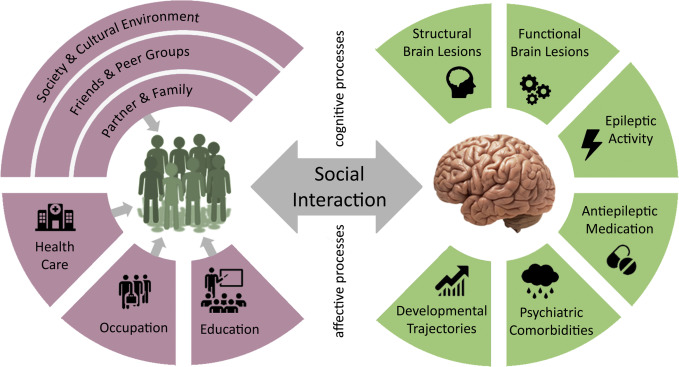 Society & Cultural Environment
Friends & Peer Groups
Partner & Family
Health
Care
Occupation
Education
cognitive processes
Social
Interaction
affective processes
Structural
Brain Lesions
Functional
Brain Lesions
Epileptic
Activity
Antiepileptic
Medication
Psychiatric
Comorbidities
Developmental
Trajectories